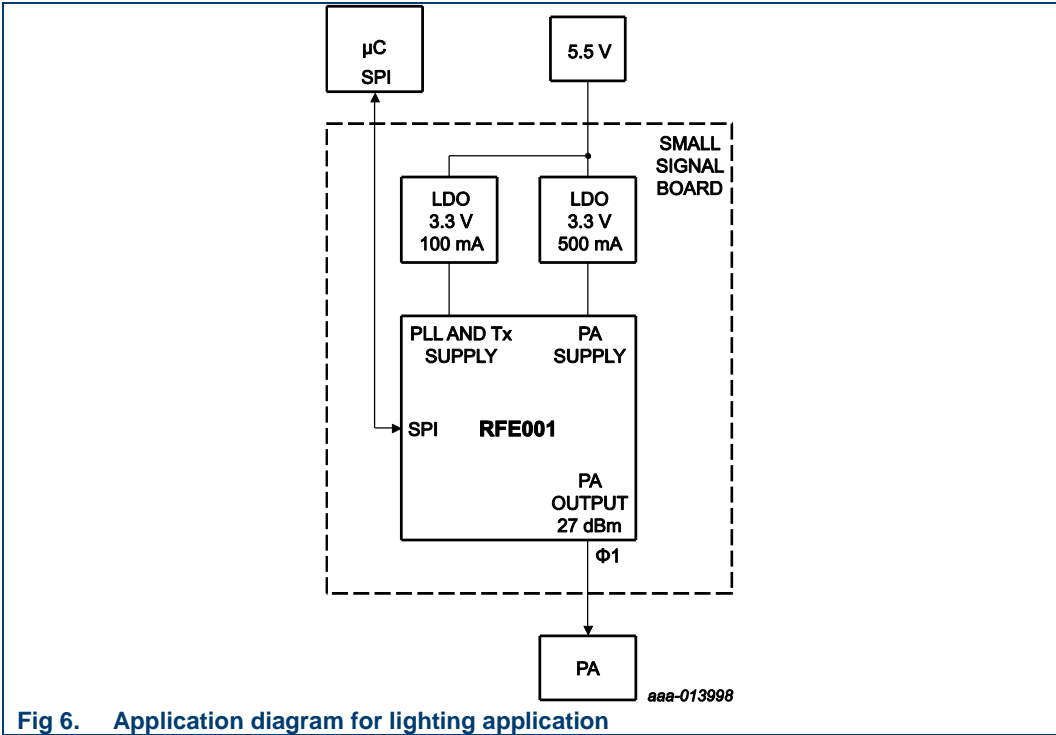 µC
SPI
5.5 V
SMALL
SIGNAL
BOARD
LDO
3.3 V
100 mA
LDO
3.3 V
500 mA
PLL AND Tx
SUPPLY
PA
SUPPLY
SPI
RFE001
PA
OUTPUT
27 dBm
Φ1
PA
aaa-013998
Fig 6. Application diagram for lighting application